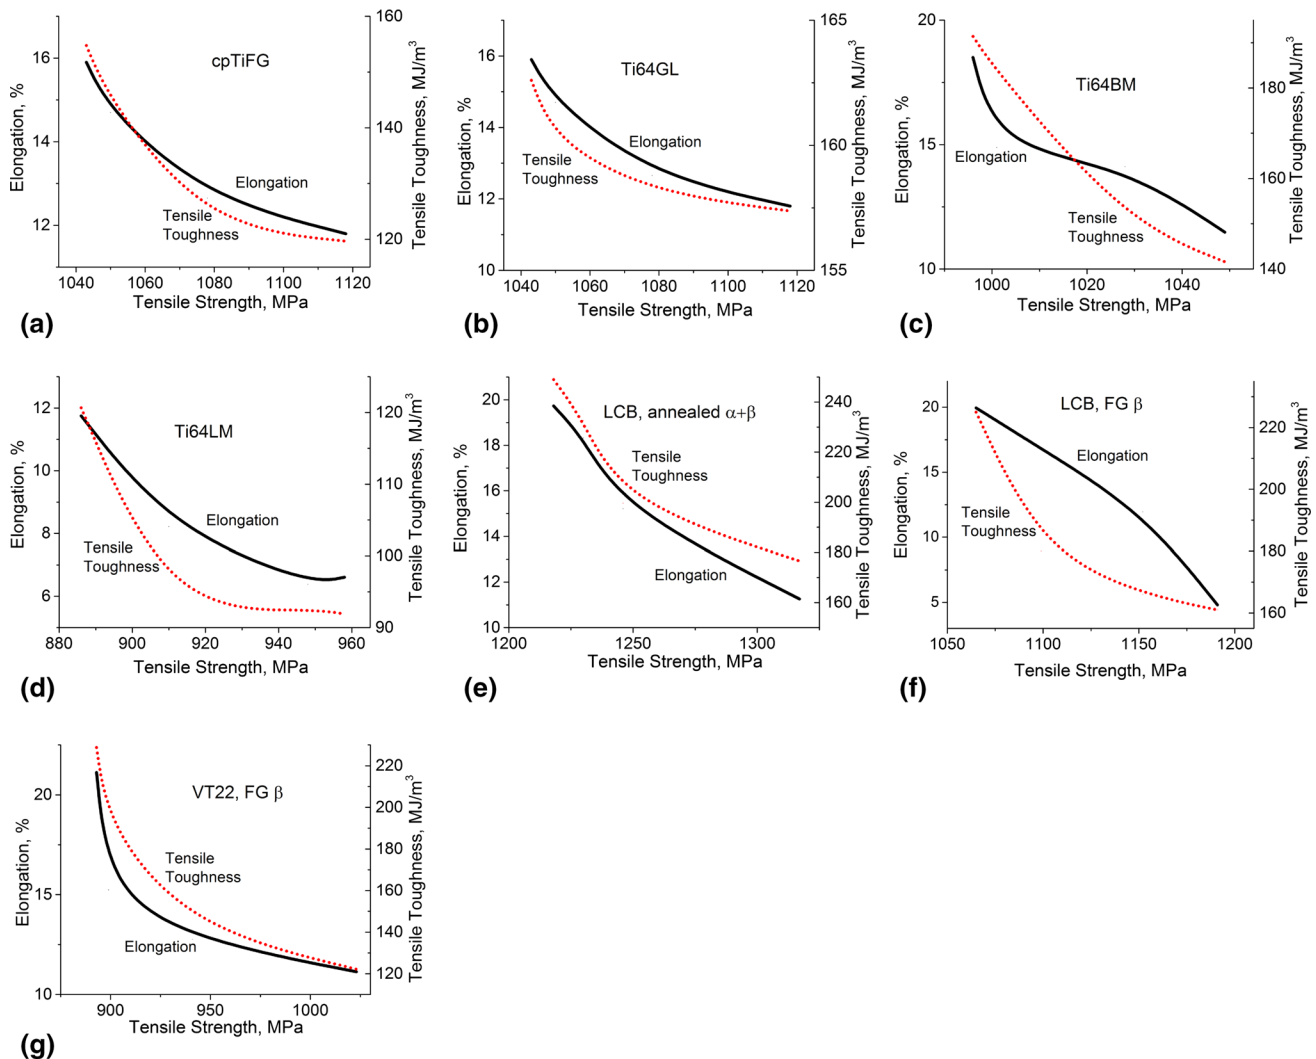 cpTiFG
Elongation, %
16
14
12
160
140
120
Tensile Toughness, MJ/m³
Elongation
Tensile
Toughness
1040 1060 1080 1100 1120
Tensile Strength, MPa
(a)
Ti64GL
Elongation, %
16
14
12
10
165
160
155
Tensile Toughness, MJ/m³
Elongation
Tensile
Toughness
1040 1060 1080 1100 1120
Tensile Strength, MPa
(b)
Ti64BM
Elongation, %
20
15
10
180
160
140
Tensile Toughness, MJ/m³
Elongation
Tensile
Toughness
1000 1020 1040
Tensile Strength, MPa
(c)
Ti64LM
Elongation, %
12
10
8
6
120
110
100
90
Tensile Toughness, MJ/m³
Elongation
Tensile
Toughness
880 900 920 940 960
Tensile Strength, MPa
(d)
LCB, annealed α+β
Elongation, %
20
18
16
14
12
10
240
220
200
180
160
Tensile Toughness, MJ/m³
Tensile
Toughness
Elongation
1200 1250 1300
Tensile Strength, MPa
(e)
LCB, FG β
Elongation, %
20
15
10
5
220
200
180
160
Tensile Toughness, MJ/m³
Elongation
Tensile
Toughness
1050 1100 1150 1200
Tensile Strength, MPa
(f)
VT22, FG β
Elongation, %
20
15
10
220
200
180
160
140
120
Tensile Toughness, MJ/m³
Tensile
Toughness
Elongation
900 950 1000
Tensile Strength, MPa
(g)